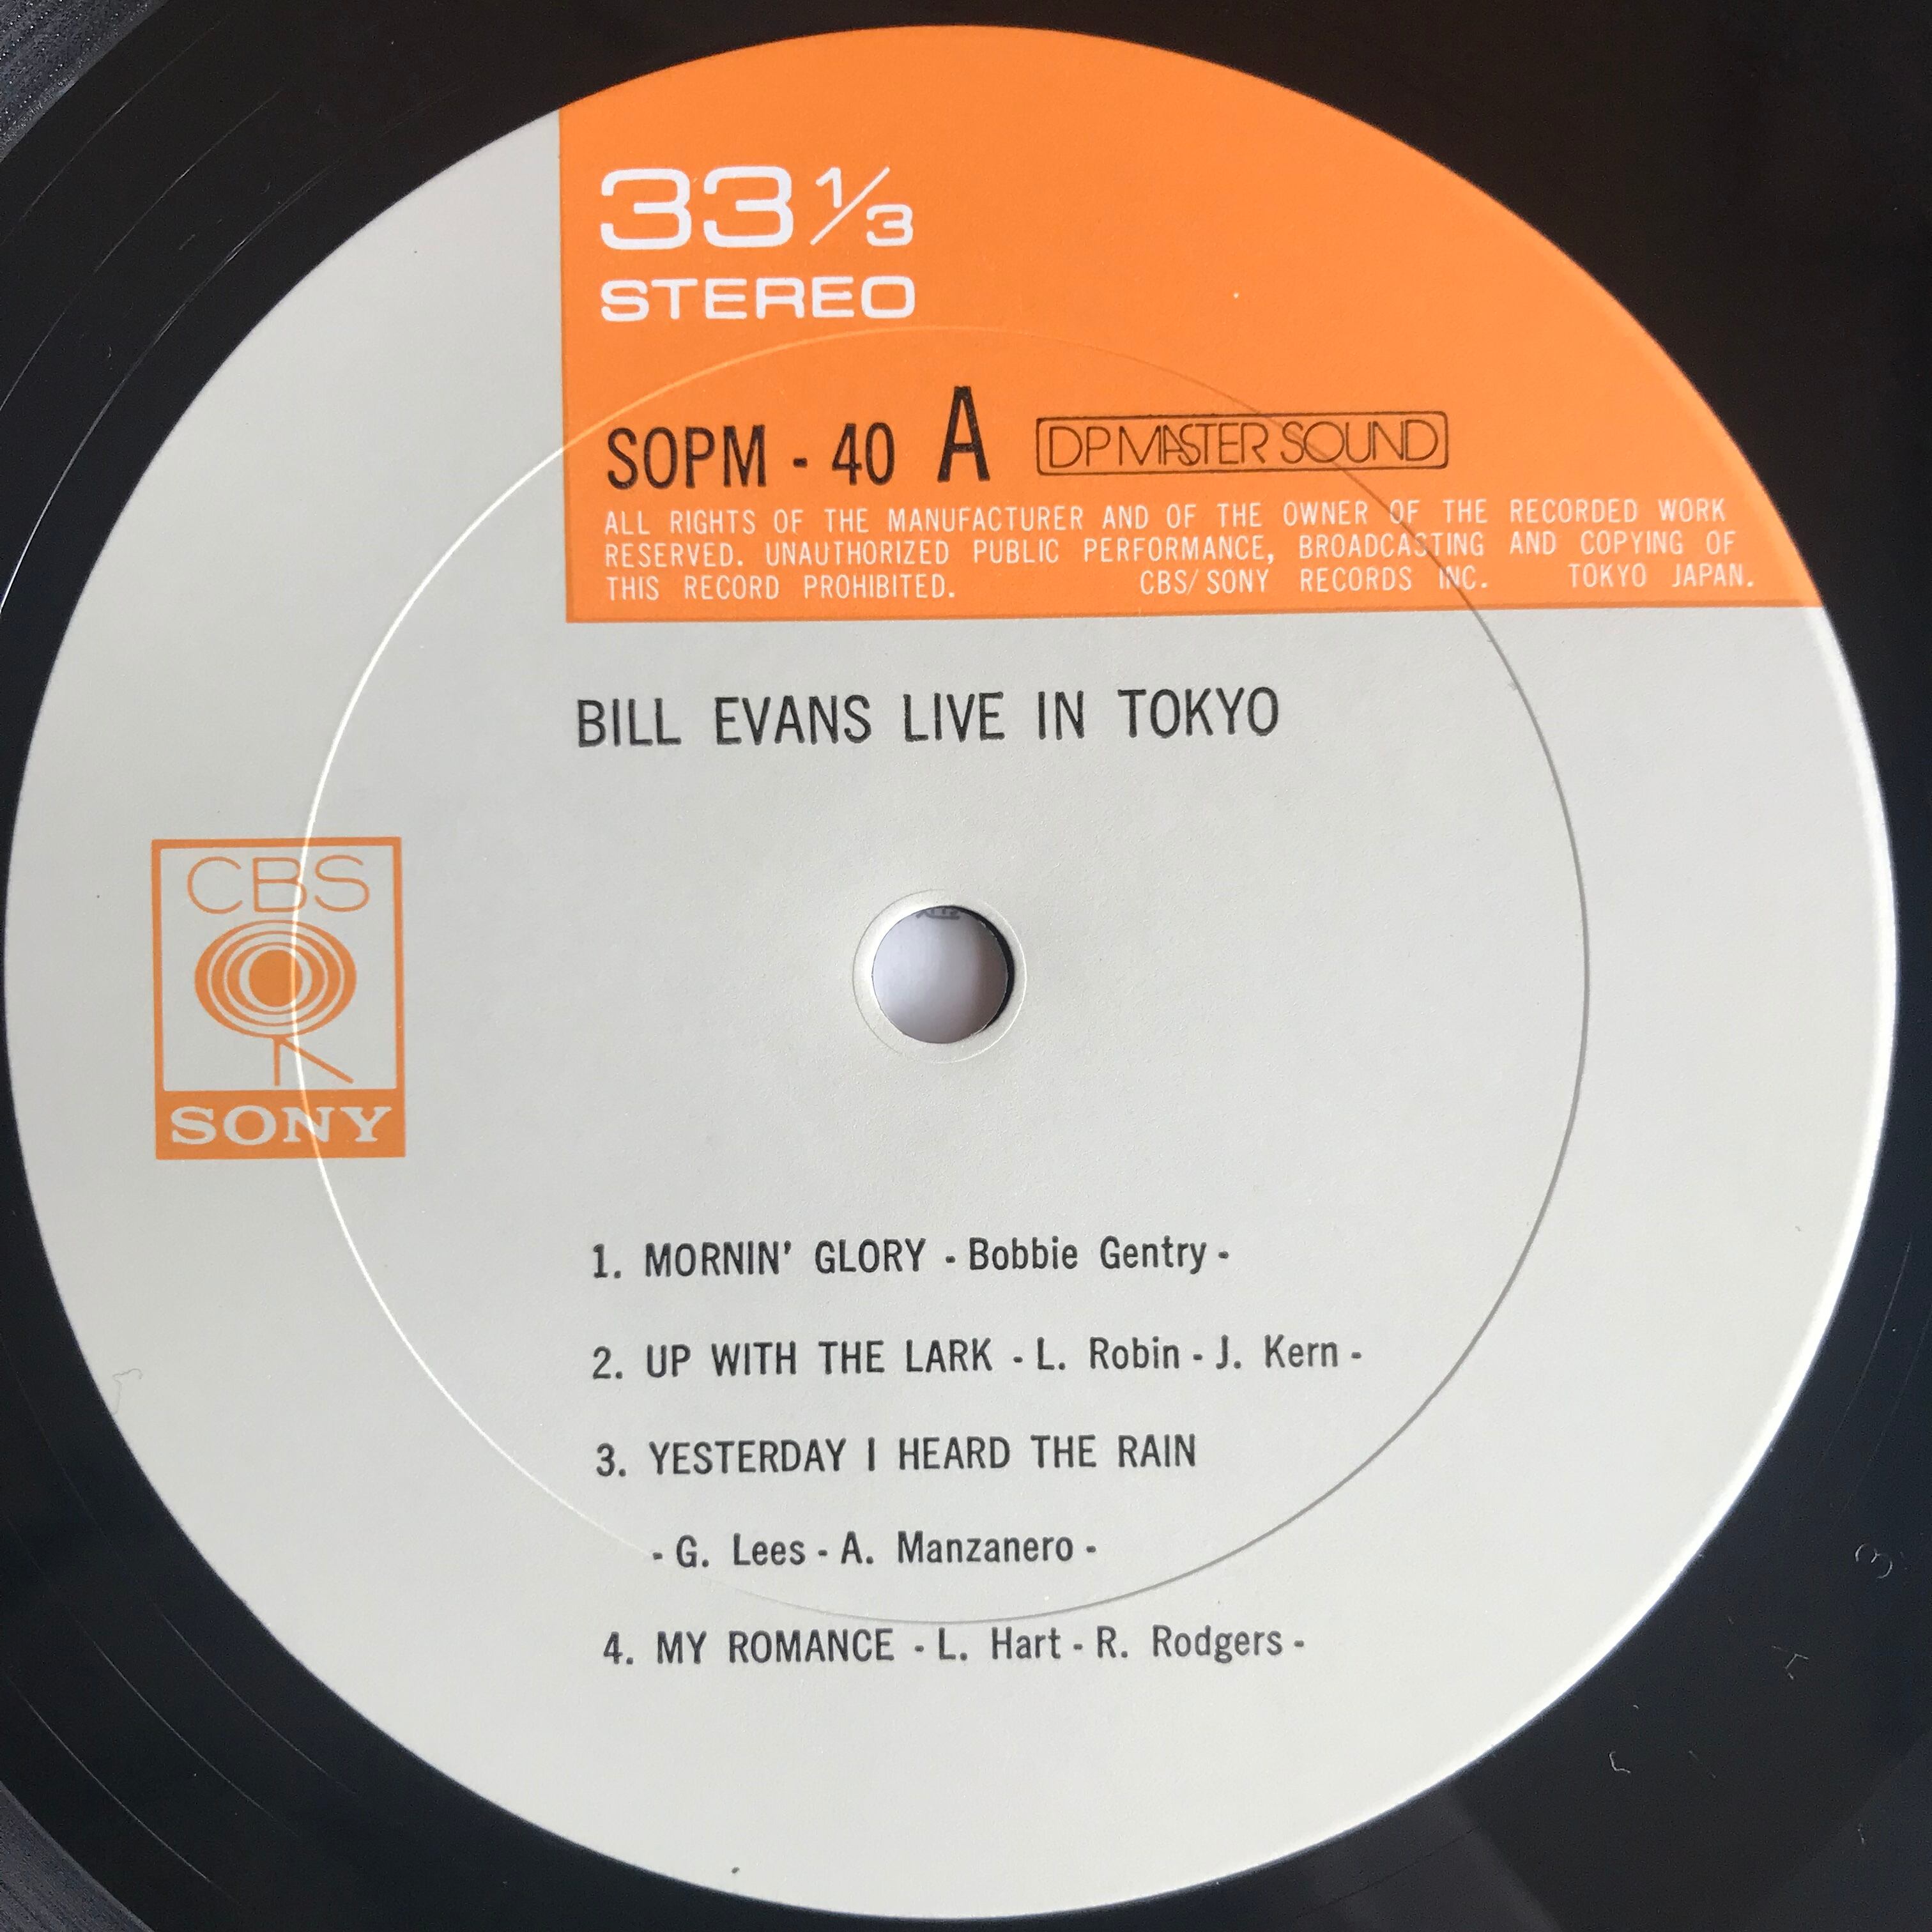 33 1/3
STEREO
SOPM - 40 A DP MASTER SOUND
ALL RIGHTS OF THE MANUFACTURER AND OF THE OWNER OF THE RECORDED WORK
RESERVED. UNAUTHORIZED PUBLIC PERFORMANCE, BROADCASTING AND COPYING OF
THIS RECORD PROHIBITED. CBS/SONY RECORDS INC. TOKYO JAPAN.
BILL EVANS LIVE IN TOKYO
CBS
SONY
1. MORNIN' GLORY - Bobbie Gentry -
2. UP WITH THE LARK - L. Robin - J. Kern -
3. YESTERDAY I HEARD THE RAIN
- G. Lees - A. Manzanero -
4. MY ROMANCE - L. Hart - R. Rodgers -